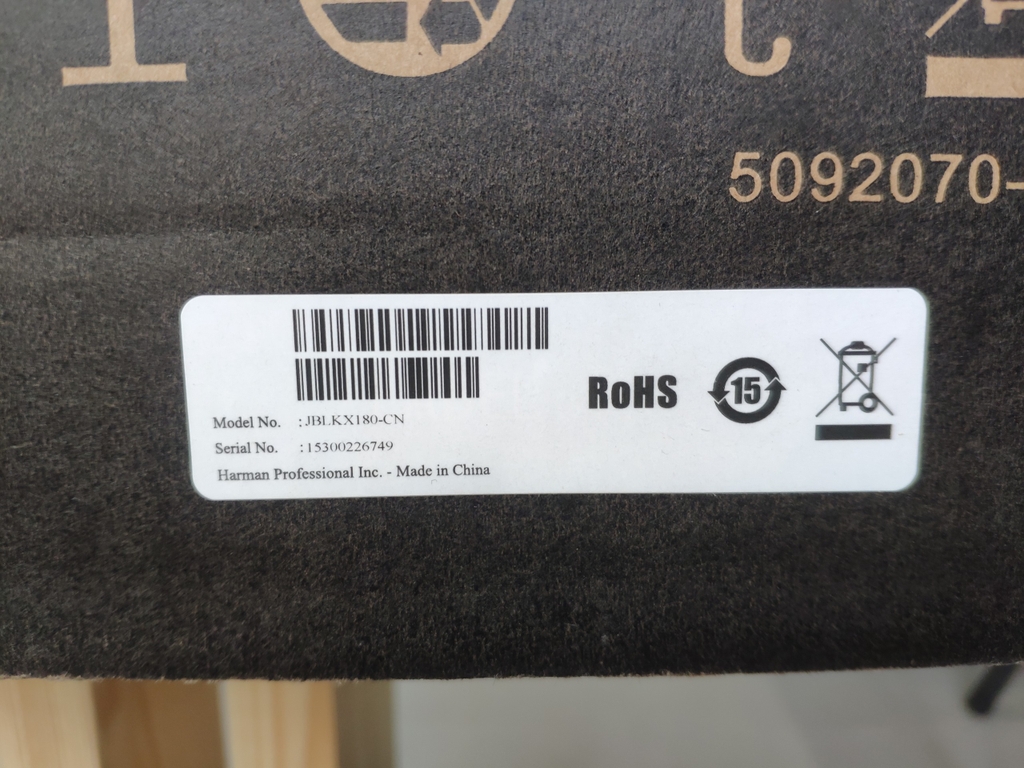 5092070-
Model No. :JBLKX180-CN
Serial No. :15300226749
Harman Professional Inc. - Made in China
RoHS
15